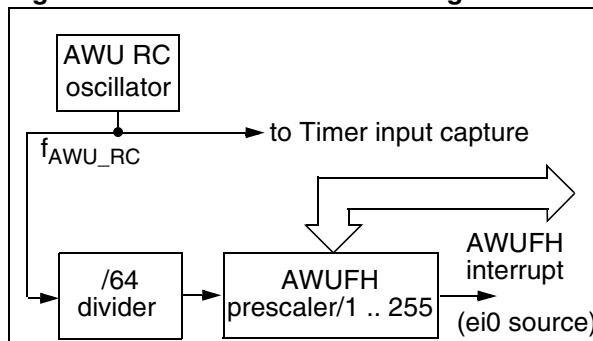 AWU RC
oscillator
to Timer input capture
fAWU_RC
AWUFH
interrupt
/64
divider
AWUFH
prescaler/1 .. 255
(ei0 source)